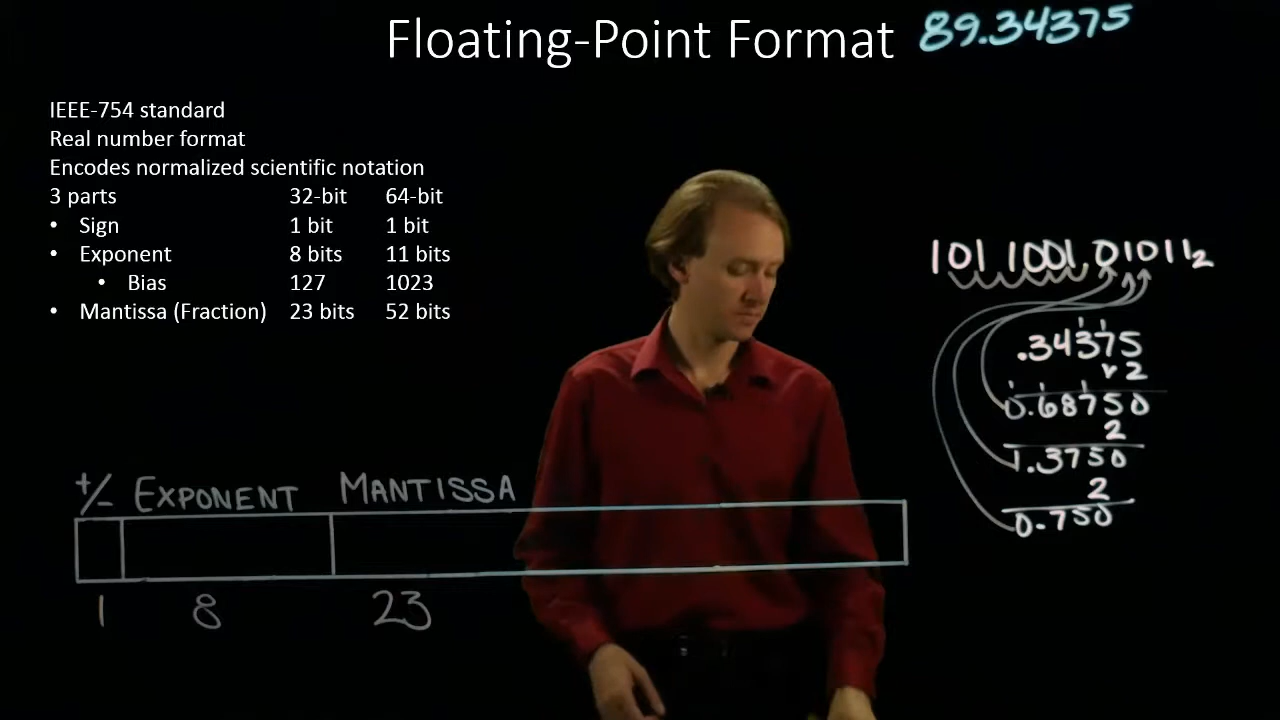 Floating-Point Format 89.34375
IEEE-754 standard
Real number format
Encodes normalized scientific notation
3 parts 32-bit 64-bit
• Sign 1 bit 1 bit
• Exponent 8 bits 11 bits
• Bias 127 1023
• Mantissa (Fraction) 23 bits 52 bits
101 1001.01011₂
.34375
2
0.68750
2
1.3750
2
0.750
+/- EXPONENT MANTISSA
1 8 23